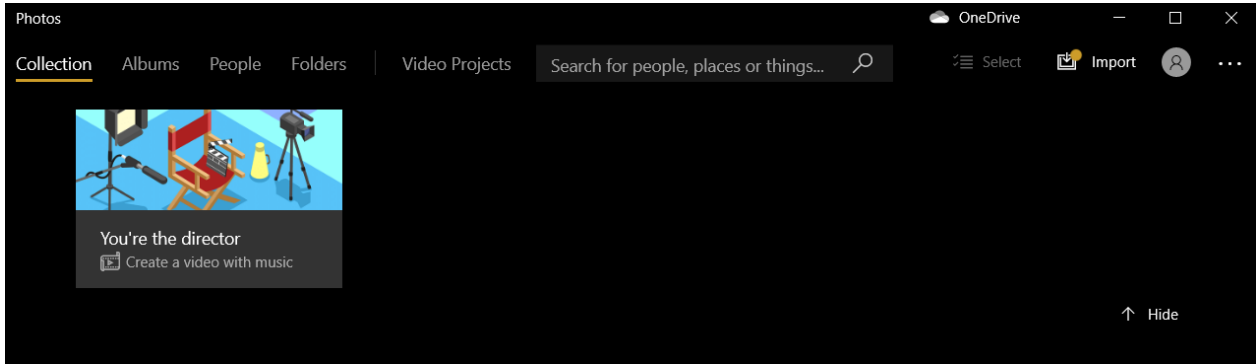 Photos
OneDrive
Collection Albums People Folders Video Projects Search for people, places or things... Select Import
You're the director
Create a video with music
Hide